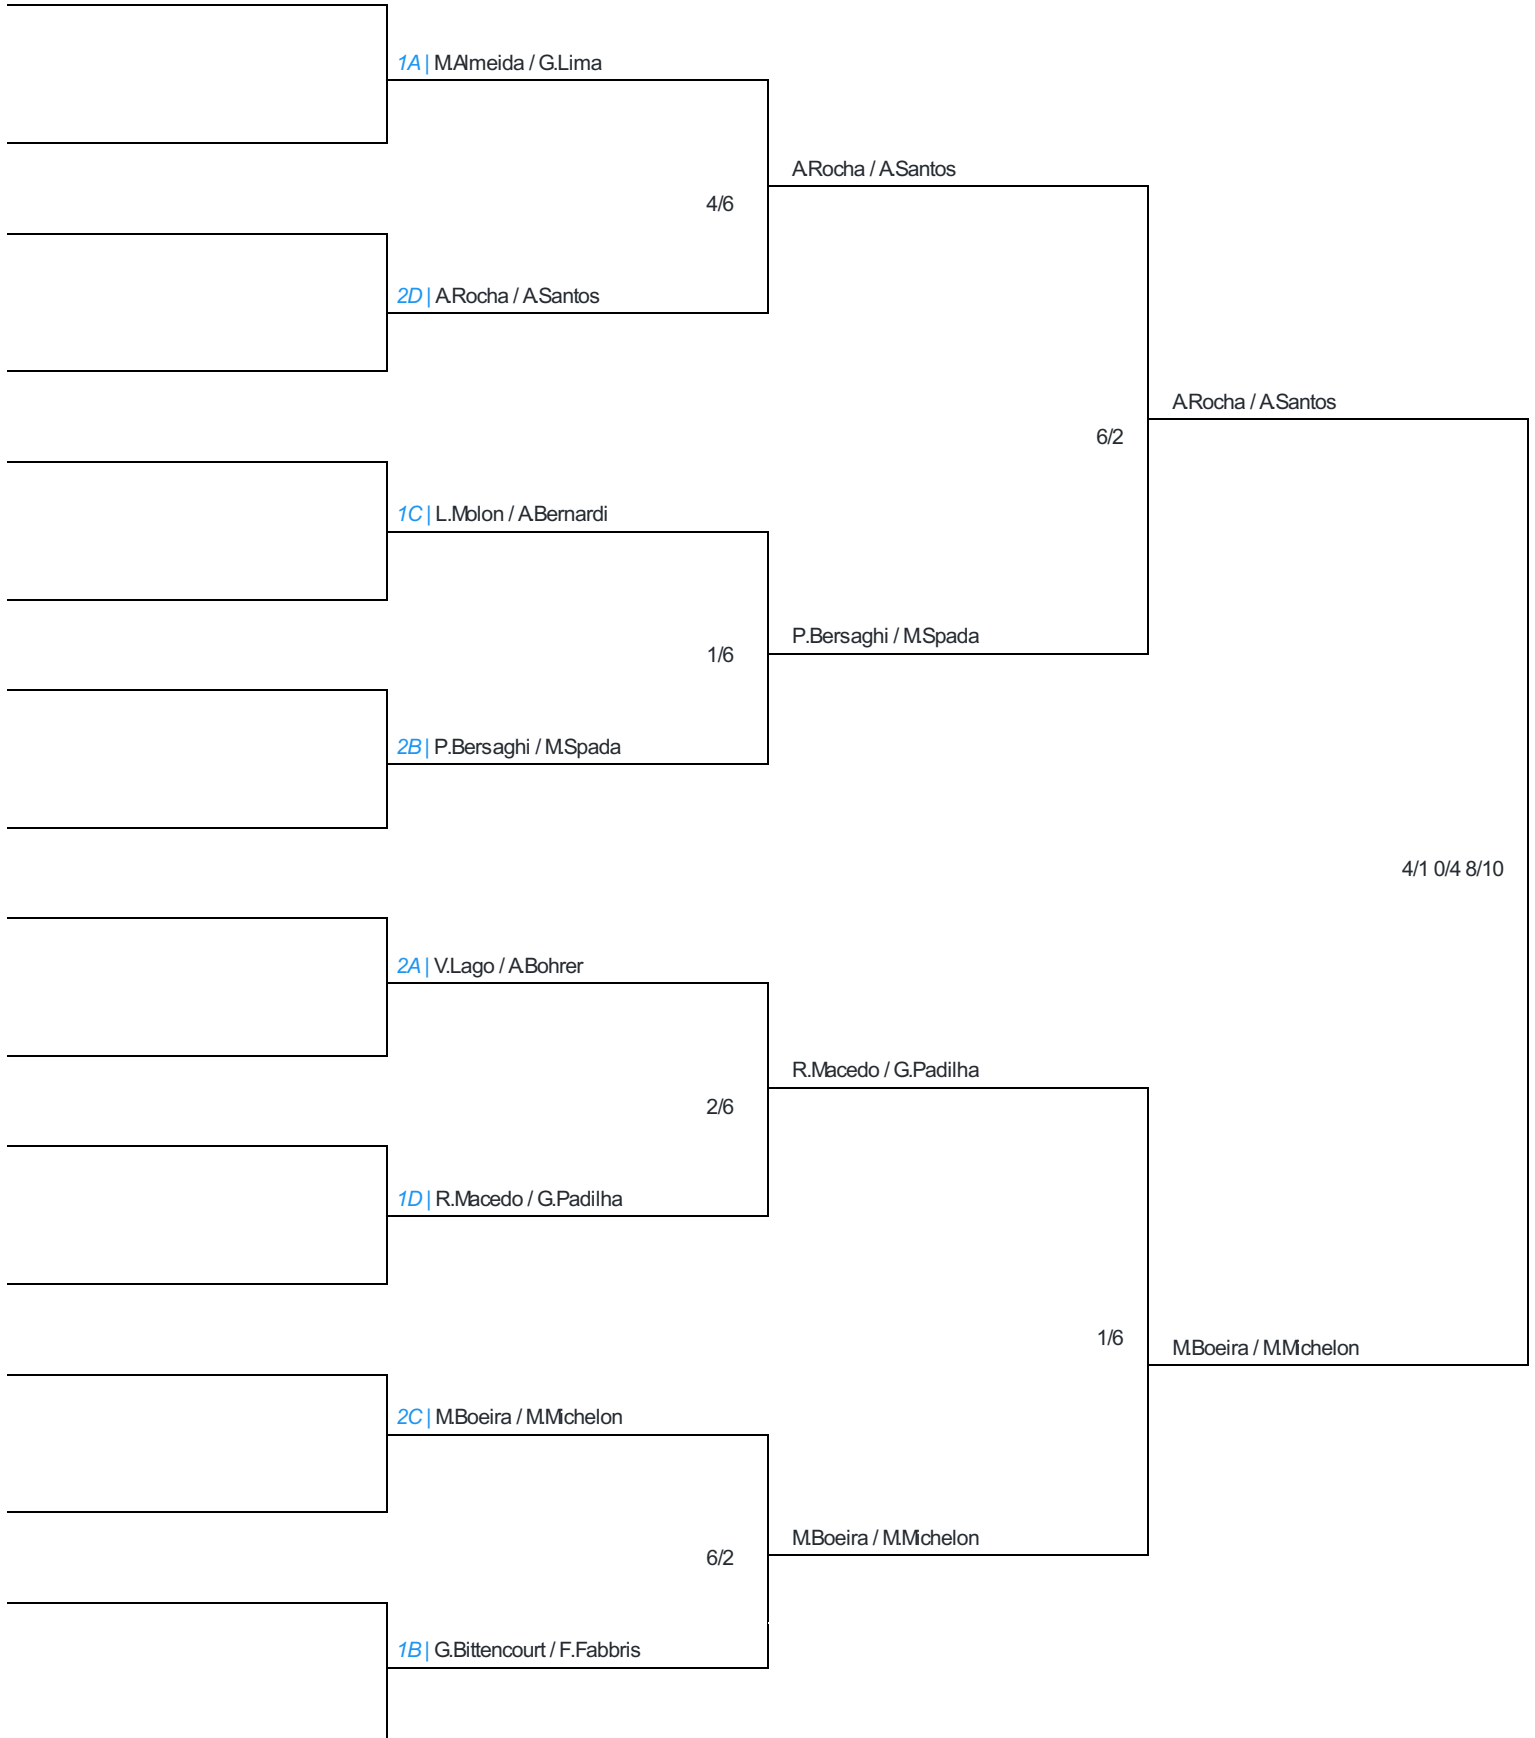 1A | M.Almeida / G.Lima
A.Rocha / A.Santos
4/6
2D | A.Rocha / A.Santos
A.Rocha / A.Santos
6/2
1C | L.Molon / A.Bernardi
P.Bersaghi / M.Spada
1/6
2B | P.Bersaghi / M.Spada
4/1 0/4 8/10
2A | V.Lago / A.Bohrer
R.Macedo / G.Padilha
2/6
1D | R.Macedo / G.Padilha
1/6
M.Boeira / M.Michelon
2C | M.Boeira / M.Michelon
M.Boeira / M.Michelon
6/2
1B | G.Bittencourt / F.Fabbris